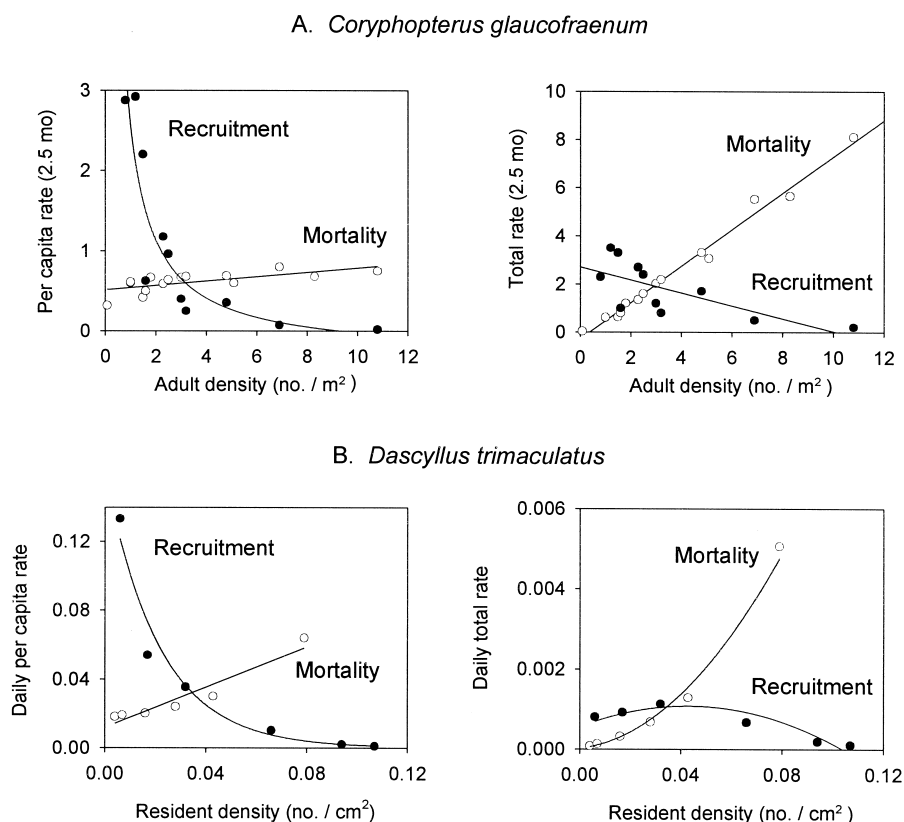 A. Coryphopterus glaucofraenum
Per capita rate (2.5 mo)
3
2
1
0
Recruitment
Mortality
0 2 4 6 8 10 12
Adult density (no. / m²)
Total rate (2.5 mo)
10
8
6
4
2
0
Mortality
Recruitment
0 2 4 6 8 10 12
Adult density (no. / m²)
B. Dascyllus trimaculatus
Daily per capita rate
0.12
0.08
0.04
0.00
Recruitment
Mortality
0.00 0.04 0.08 0.12
Resident density (no. / cm²)
Daily total rate
0.006
0.004
0.002
0.000
Mortality
Recruitment
0.00 0.04 0.08 0.12
Resident density (no. / cm²)